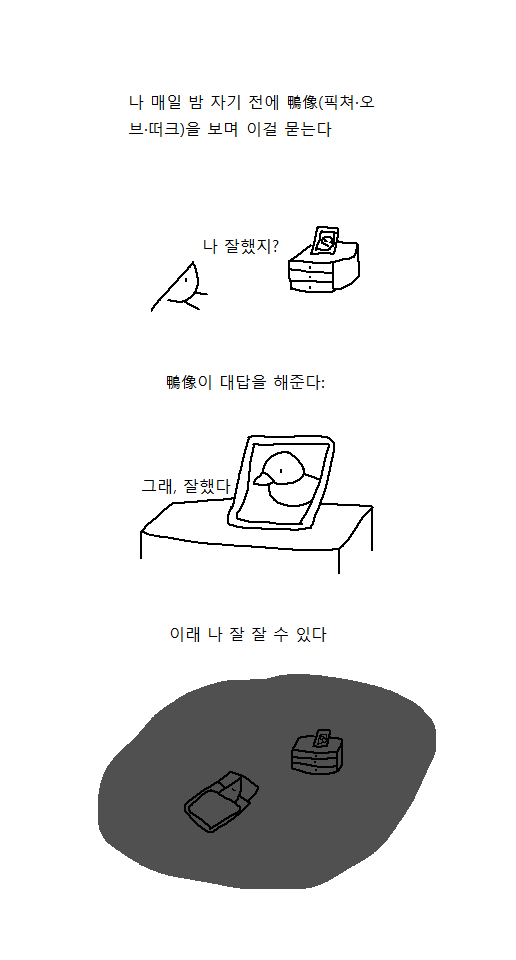 나 매일 밤 자기 전에 鴨像(픽쳐·오
브·떠크)을 보며 이걸 묻는다
나 잘했지?
鴨像이 대답을 해준다:
그래, 잘했다
이래 나 잘 잘 수 있다